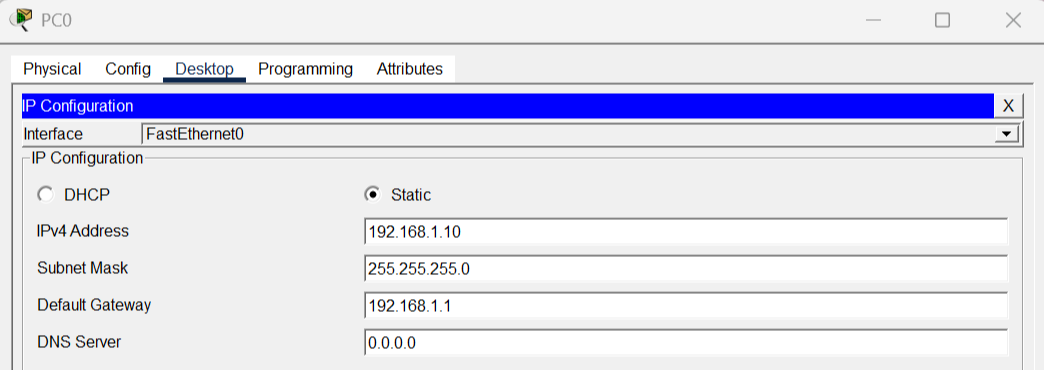 PC0
Physical Config Desktop Programming Attributes
IP Configuration X
Interface FastEthernet0
IP Configuration
DHCP Static
IPv4 Address 192.168.1.10
Subnet Mask 255.255.255.0
Default Gateway 192.168.1.1
DNS Server 0.0.0.0